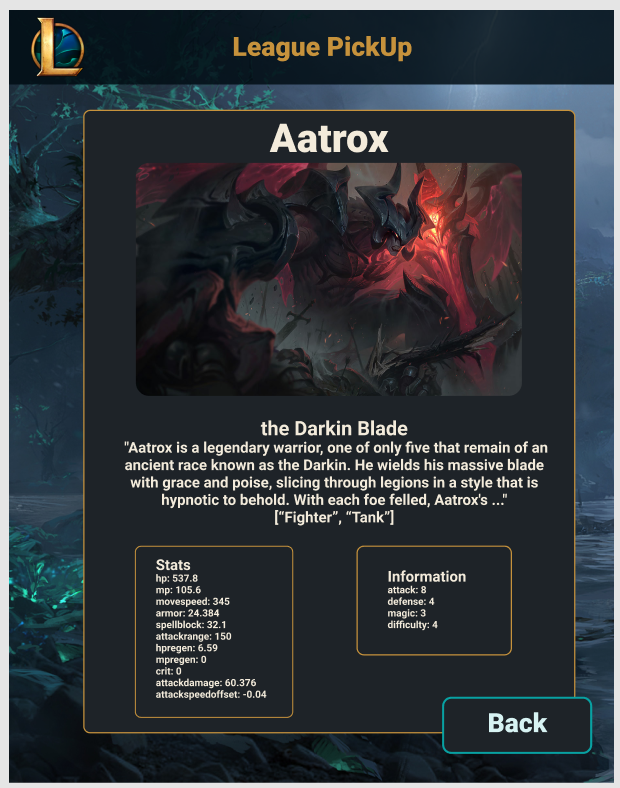 League PickUp
Aatrox
the Darkin Blade
"Aatrox is a legendary warrior, one of only five that remain of an
ancient race known as the Darkin. He wields his massive blade
with grace and poise, slicing through legions in a style that is
hypnotic to behold. With each foe felled, Aatrox's ..."
[“Fighter”, “Tank”]
Stats
hp: 537.8
mp: 105.6
movespeed: 345
armor: 24.384
spellblock: 32.1
attackrange: 150
hpregen: 6.59
mpregen: 0
crit: 0
attackdamage: 60.376
attackspeedoffset: -0.04
Information
attack: 8
defense: 4
magic: 3
difficulty: 4
Back